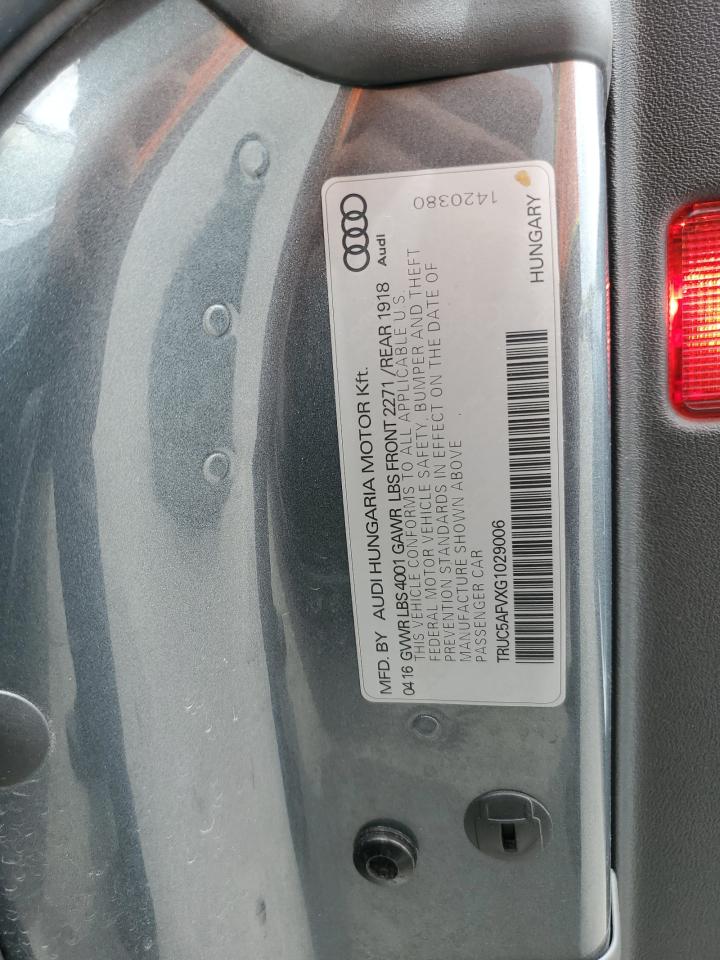 Audi
1420380
MFD. BY AUDI HUNGARIA MOTOR Kft.
0416 GVWR LBS 4001 GAWR LBS FRONT 2271 / REAR 1918
THIS VEHICLE CONFORMS TO ALL APPLICABLE U.S.
FEDERAL MOTOR VEHICLE SAFETY, BUMPER AND THEFT
PREVENTION STANDARDS IN EFFECT ON THE DATE OF
MANUFACTURE SHOWN ABOVE
PASSENGER CAR
TRUC5AFVXG1029006
HUNGARY